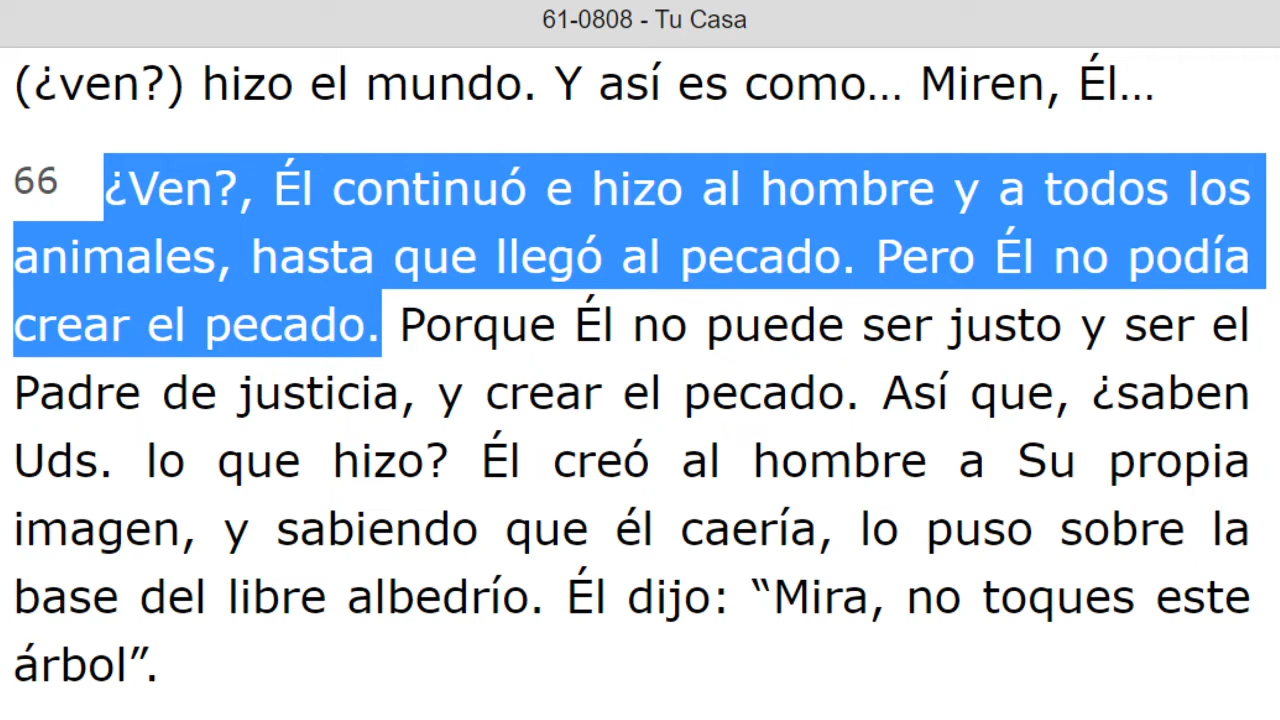 61-0808 - Tu Casa
(¿ven?) hizo el mundo. Y así es como… Miren, Él…
66 ¿Ven?, Él continuó e hizo al hombre y a todos los
animales, hasta que llegó al pecado. Pero Él no podía
crear el pecado. Porque Él no puede ser justo y ser el
Padre de justicia, y crear el pecado. Así que, ¿saben
Uds. lo que hizo? Él creó al hombre a Su propia
imagen, y sabiendo que él caería, lo puso sobre la
base del libre albedrío. Él dijo: “Mira, no toques este
árbol”.